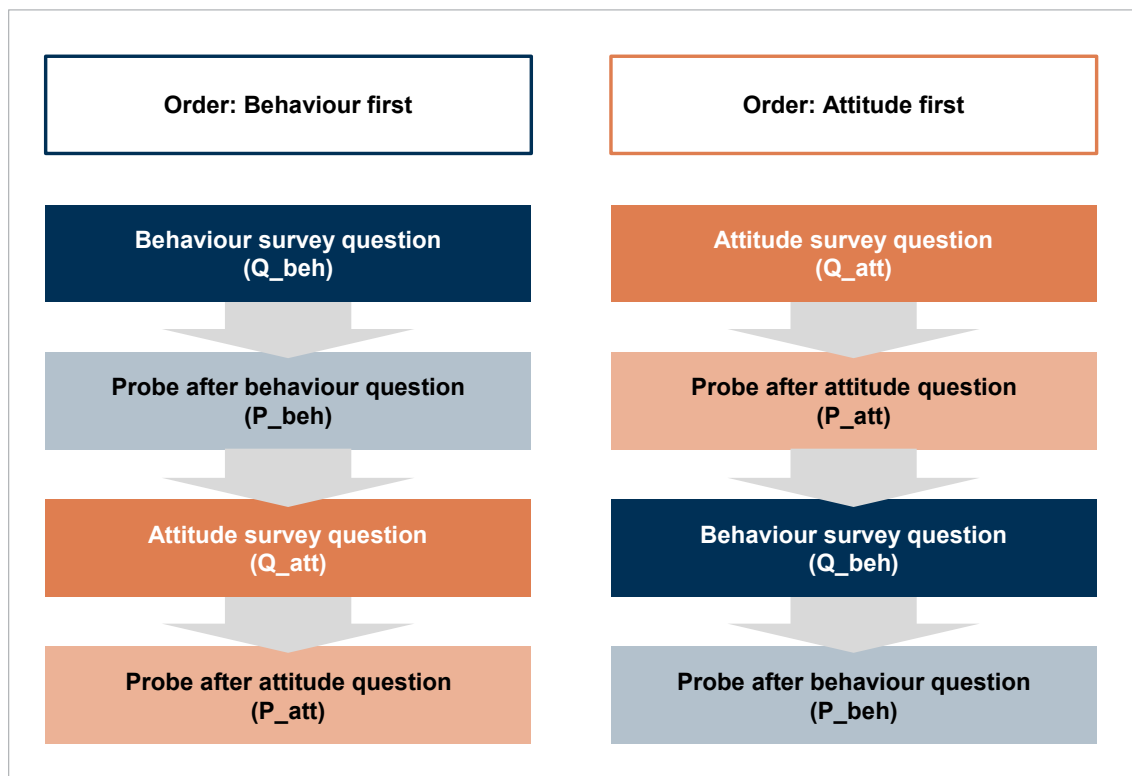 Order: Behaviour first
Behaviour survey question
(Q_beh)
Probe after behaviour question
(P_beh)
Attitude survey question
(Q_att)
Probe after attitude question
(P_att)
Order: Attitude first
Attitude survey question
(Q_att)
Probe after attitude question
(P_att)
Behaviour survey question
(Q_beh)
Probe after behaviour question
(P_beh)